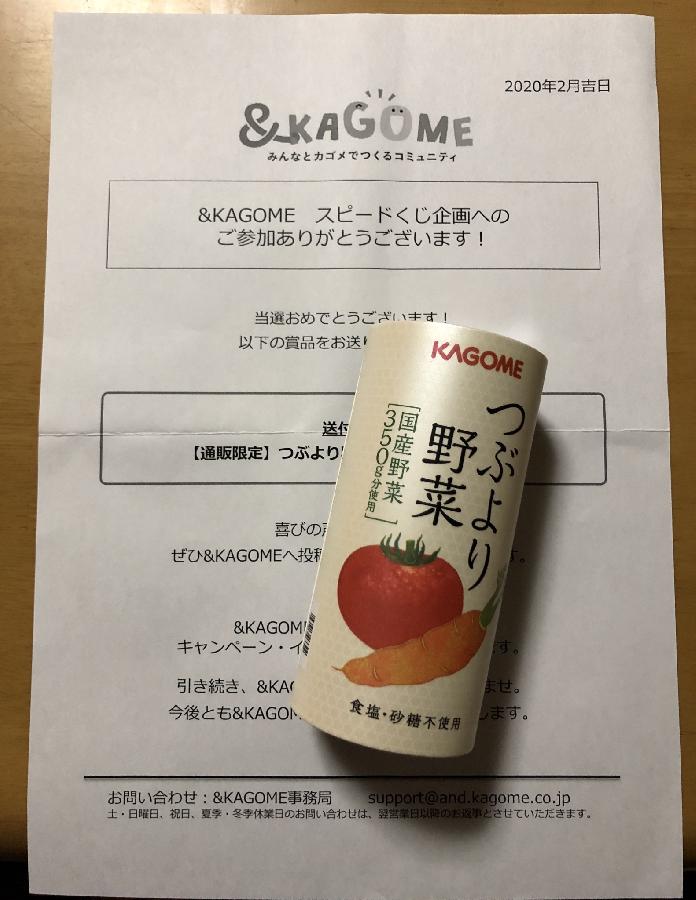 2020年2月吉日
&KAGOME
みんなとカゴメでつくるコミュニティ
&KAGOME スピードくじ企画への
ご参加ありがとうございます！
当選おめでとうございます！
以下の賞品をお送り
送付
【通販限定】つぶより
喜びの
ぜひ&KAGOMEへ投稿 す。
&KAGOM
キャンペーン・イ す。
引き続き、&KAG ませ。
今後とも&KAGOM します。
お問い合わせ：&KAGOME事務局 support@and.kagome.co.jp
土・日曜日、祝日、夏季・冬季休業日のお問い合わせは、翌営業日以降のお返事とさせていただきます。
KAGOME
つぶより
野菜
[国産野菜
350g分使用]
食塩・砂糖不使用